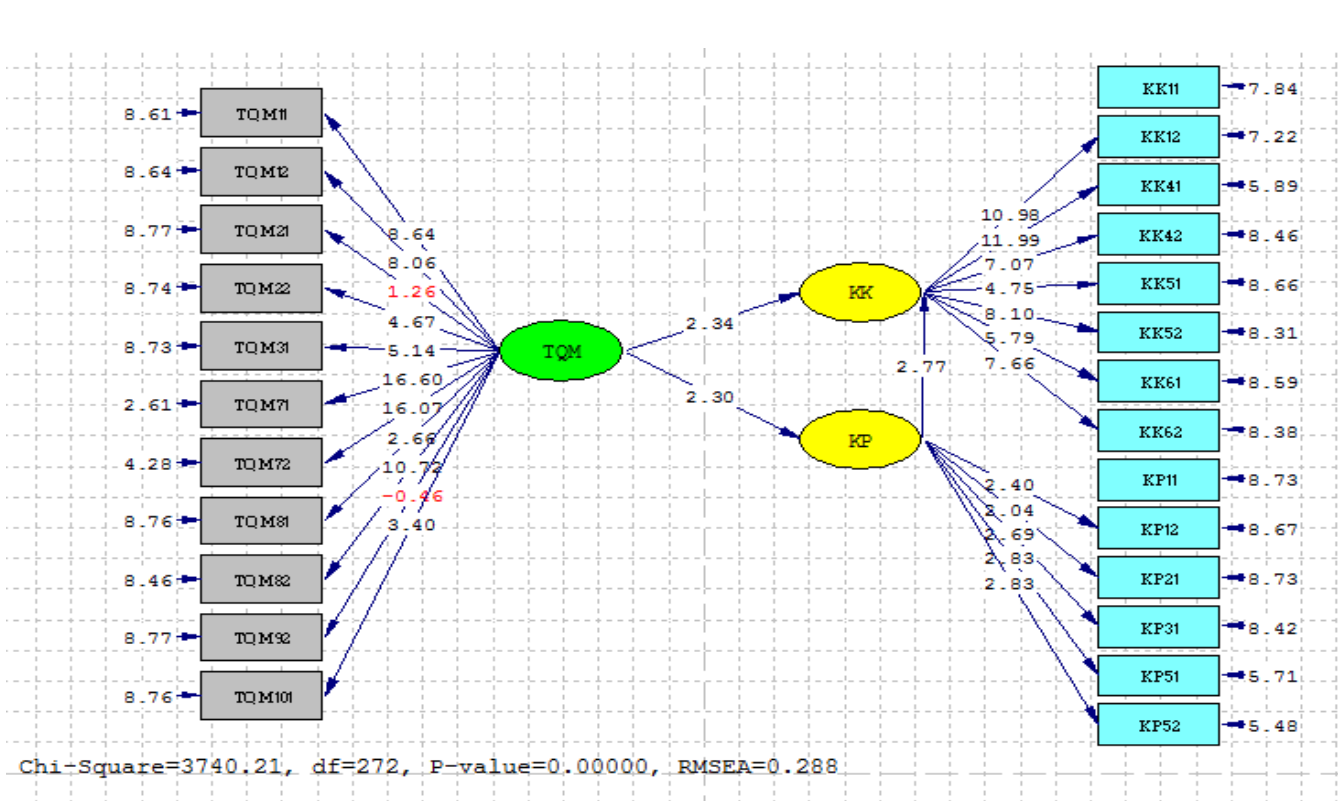 8.61 TQM11
8.64 TQM12
8.77 TQM21
8.74 TQM22
8.73 TQM31
2.61 TQM71
4.28 TQM72
8.76 TQM81
8.46 TQM82
8.77 TQM92
8.76 TQM101
8.64
8.06
1.26
4.67
5.14
16.60
16.07
2.66
10.72
-0.46
3.40
TQM
2.34
2.30
KK
2.77
KP
10.98
11.99
7.07
4.75
8.10
5.79
7.66
2.40
2.04
2.69
2.83
2.83
KK11 7.84
KK12 7.22
KK41 5.89
KK42 8.46
KK51 8.66
KK52 8.31
KK61 8.59
KK62 8.38
KP11 8.73
KP12 8.67
KP21 8.73
KP31 8.42
KP51 5.71
KP52 5.48
Chi-Square=3740.21, df=272, P-value=0.00000, RMSEA=0.288